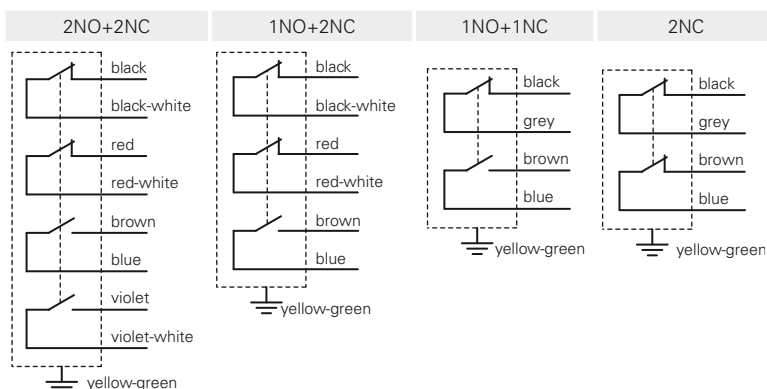 2NO+2NC
black
black-white
red
red-white
brown
blue
violet
violet-white
yellow-green
1NO+2NC
black
black-white
red
red-white
brown
blue
yellow-green
1NO+1NC
black
grey
brown
blue
yellow-green
2NC
black
grey
brown
blue
yellow-green